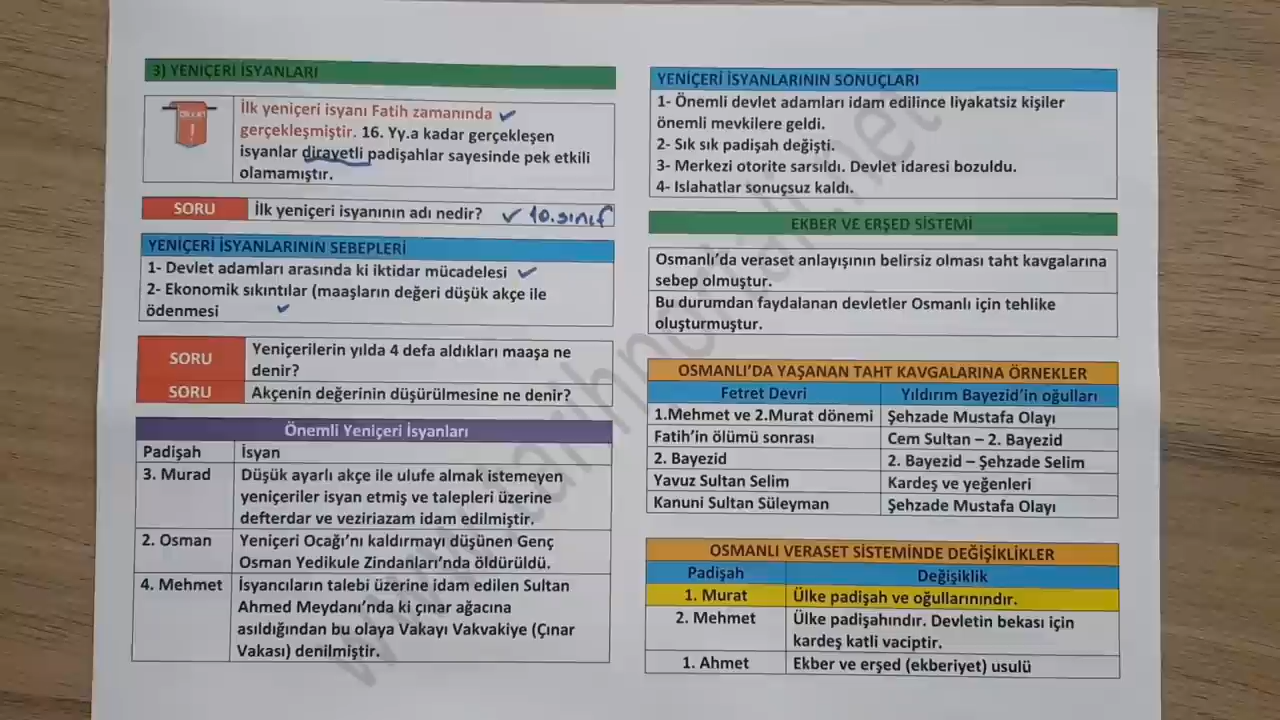 3) YENİÇERİ İSYANLARI
DİKKAT
!
İlk yeniçeri isyanı Fatih zamanında ✓
gerçekleşmiştir. 16. Yy.a kadar gerçekleşen
isyanlar dirayetli padişahlar sayesinde pek etkili
olamamıştır.
SORU İlk yeniçeri isyanının adı nedir? ✓ 10.sınıf
YENİÇERİ İSYANLARININ SEBEPLERİ
1- Devlet adamları arasında ki iktidar mücadelesi ✓
2- Ekonomik sıkıntılar (maaşların değeri düşük akçe ile
ödenmesi ✓
SORU Yeniçerilerin yılda 4 defa aldıkları maaşa ne
denir?
SORU Akçenin değerinin düşürülmesine ne denir?
Önemli Yeniçeri İsyanları
Padişah İsyan
3. Murad Düşük ayarlı akçe ile ulufe almak istemeyen
yeniçeriler isyan etmiş ve talepleri üzerine
defterdar ve veziriazam idam edilmiştir.
2. Osman Yeniçeri Ocağı’nı kaldırmayı düşünen Genç
Osman Yedikule Zindanları’nda öldürüldü.
4. Mehmet İsyancıların talebi üzerine idam edilen Sultan
Ahmed Meydanı’nda ki çınar ağacına
asıldığından bu olaya Vakayı Vakvakiye (Çınar
Vakası) denilmiştir.
YENİÇERİ İSYANLARININ SONUÇLARI
1- Önemli devlet adamları idam edilince liyakatsiz kişiler
önemli mevkilere geldi.
2- Sık sık padişah değişti.
3- Merkezi otorite sarsıldı. Devlet idaresi bozuldu.
4- Islahatlar sonuçsuz kaldı.
EKBER VE ERŞED SİSTEMİ
Osmanlı’da veraset anlayışının belirsiz olması taht kavgalarına
sebep olmuştur.
Bu durumdan faydalanan devletler Osmanlı için tehlike
oluşturmuştur.
OSMANLI’DA YAŞANAN TAHT KAVGALARINA ÖRNEKLER
Fetret Devri Yıldırım Bayezid’in oğulları
1.Mehmet ve 2.Murat dönemi Şehzade Mustafa Olayı
Fatih’in ölümü sonrası Cem Sultan – 2. Bayezid
2. Bayezid 2. Bayezid – Şehzade Selim
Yavuz Sultan Selim Kardeş ve yeğenleri
Kanuni Sultan Süleyman Şehzade Mustafa Olayı
OSMANLI VERASET SİSTEMİNDE DEĞİŞİKLİKLER
Padişah Değişiklik
1. Murat Ülke padişah ve oğullarınındır.
2. Mehmet Ülke padişahındır. Devletin bekası için
kardeş katli vaciptir.
1. Ahmet Ekber ve erşed (ekberiyet) usulü
www.tarihportali.net